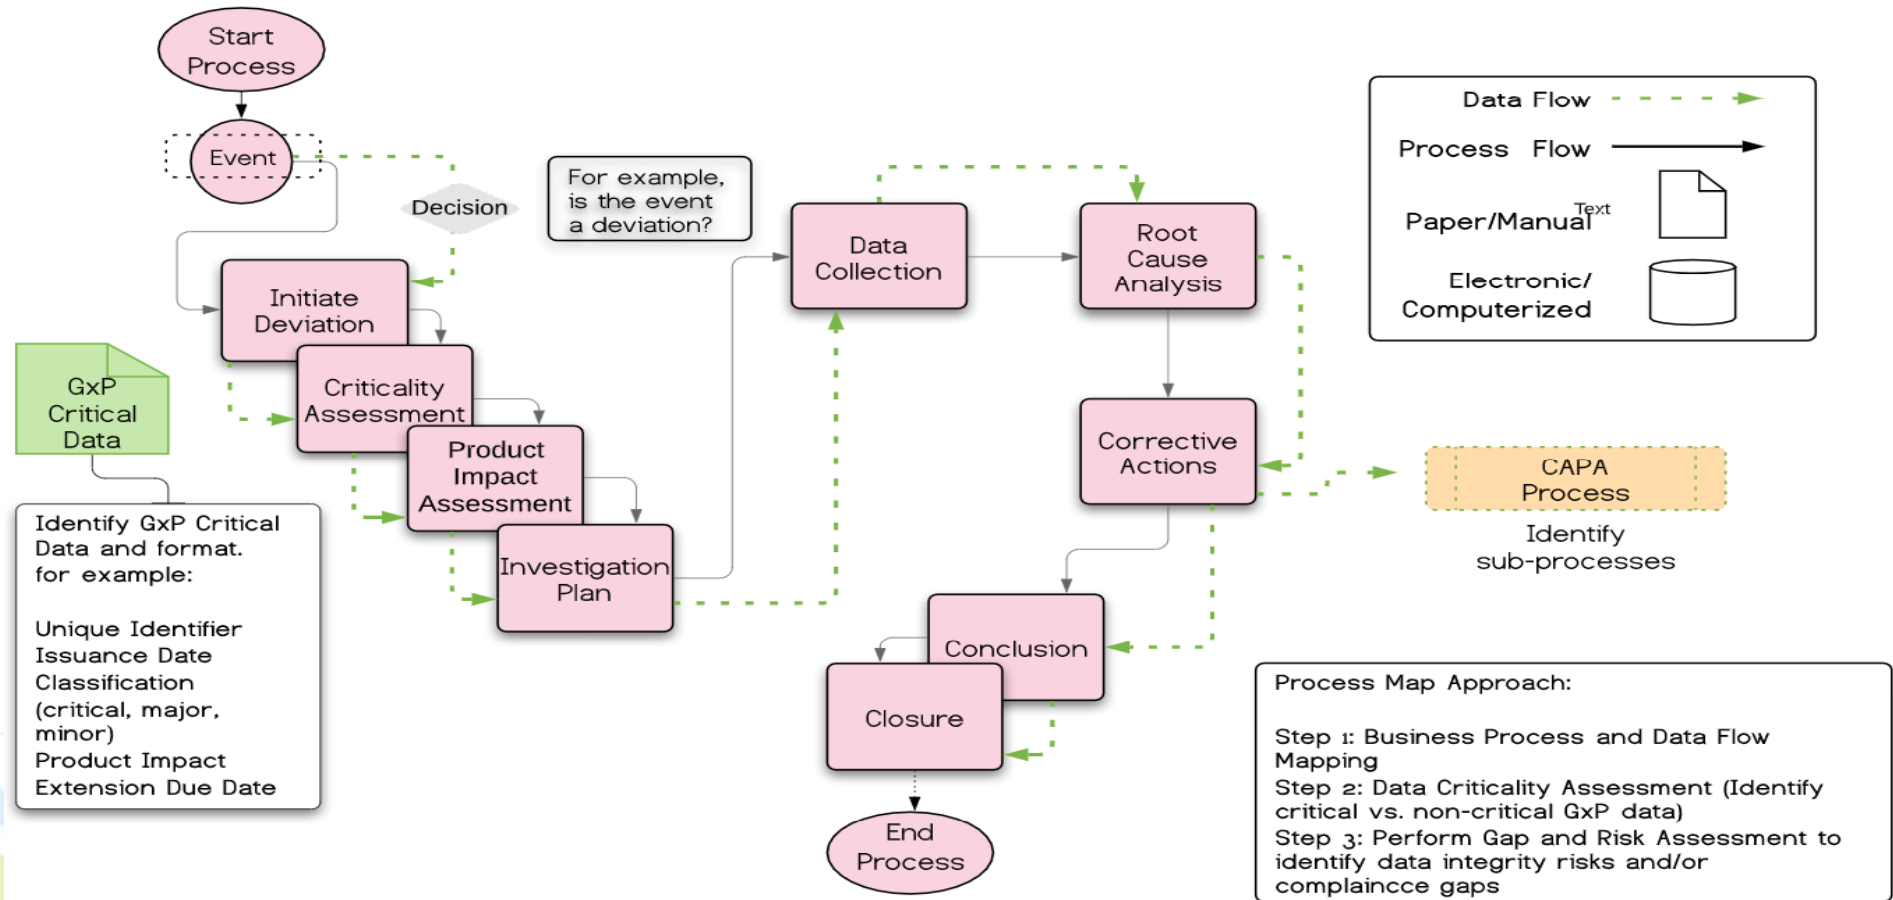 Start
Process
Event
Decision
For example,
is the event
a deviation?
Initiate
Deviation
Criticality
Assessment
Product
Impact
Assessment
Investigation
Plan
Data
Collection
Root
Cause
Analysis
Corrective
Actions
CAPA
Process
Identify
sub-processes
Conclusion
Closure
End
Process
GxP
Critical
Data
Identify GxP Critical
Data and format.
for example:
Unique Identifier
Issuance Date
Classification
(critical, major,
minor)
Product Impact
Extension Due Date
Data Flow
Process Flow
Paper/Manual
Text
Electronic/
Computerized
Process Map Approach:
Step 1: Business Process and Data Flow
Mapping
Step 2: Data Criticality Assessment (Identify
critical vs. non-critical GxP data)
Step 3: Perform Gap and Risk Assessment to
identify data integrity risks and/or
complaincce gaps